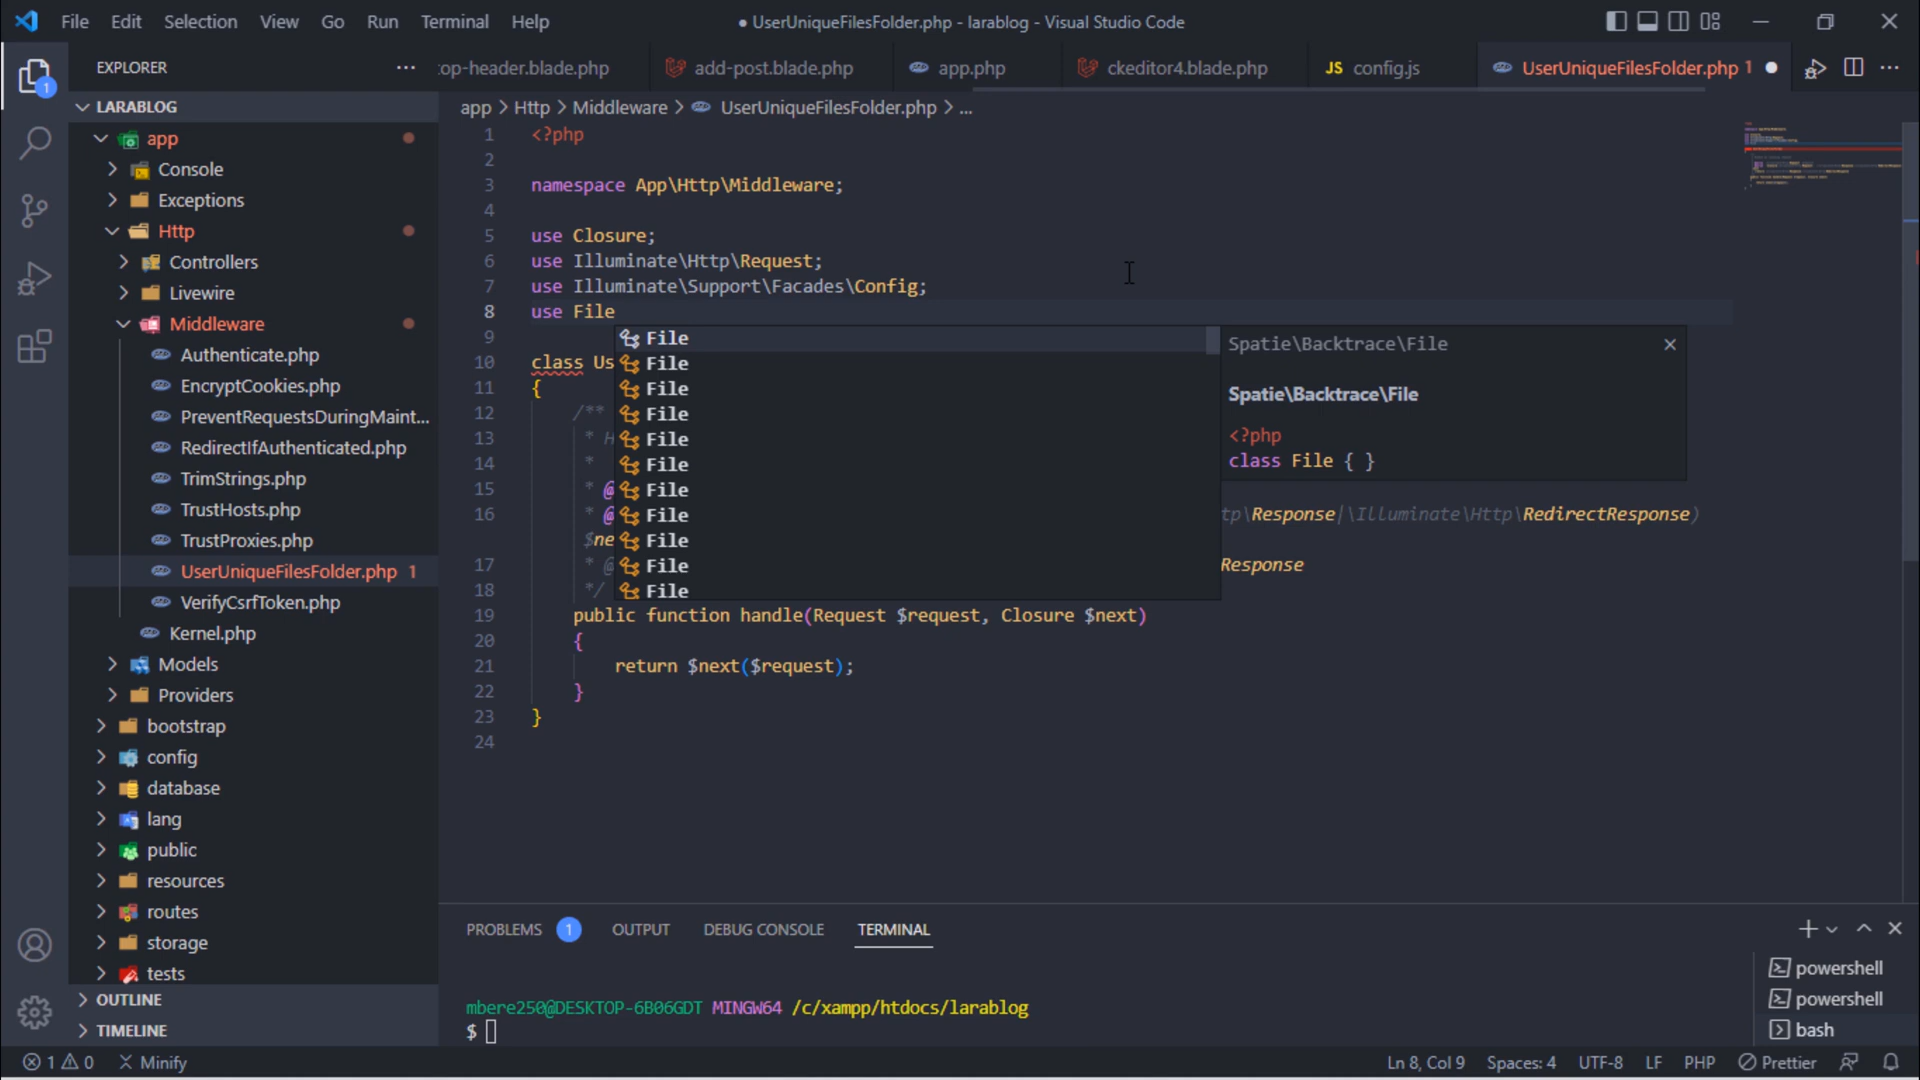 File Edit Selection View Go Run Terminal Help
● UserUniqueFilesFolder.php - larablog - Visual Studio Code
EXPLORER
top-header.blade.php
add-post.blade.php
app.php
ckeditor4.blade.php
JS config.js
UserUniqueFilesFolder.php 1
1
LARABLOG
app > Http > Middleware > UserUniqueFilesFolder.php > ...
app
Console
Exceptions
Http
Controllers
Livewire
Middleware
Authenticate.php
EncryptCookies.php
PreventRequestsDuringMaint...
RedirectIfAuthenticated.php
TrimStrings.php
TrustHosts.php
TrustProxies.php
UserUniqueFilesFolder.php 1
VerifyCsrfToken.php
Kernel.php
Models
Providers
bootstrap
config
database
lang
public
resources
routes
storage
tests
OUTLINE
TIMELINE
1 <?php
2
3 namespace App\Http\Middleware;
4
5 use Closure;
6 use Illuminate\Http\Request;
7 use Illuminate\Support\Facades\Config;
8 use File
9
10 class Us
11 {
12 /**
13 * H
14 *
15 * @
16 * @ tp\Response|\Illuminate\Http\RedirectResponse)
$ne
17 * @ Response
18 */
19 public function handle(Request $request, Closure $next)
20 {
21 return $next($request);
22 }
23 }
24
File
File
File
File
File
File
File
File
File
File
File
Spatie\Backtrace\File
Spatie\Backtrace\File
<?php
class File { }
PROBLEMS 1 OUTPUT DEBUG CONSOLE TERMINAL
mbere250@DESKTOP-6B06GDT MINGW64 /c/xampp/htdocs/larablog
$
powershell
powershell
bash
1 0 Minify
Ln 8, Col 9 Spaces: 4 UTF-8 LF PHP Prettier